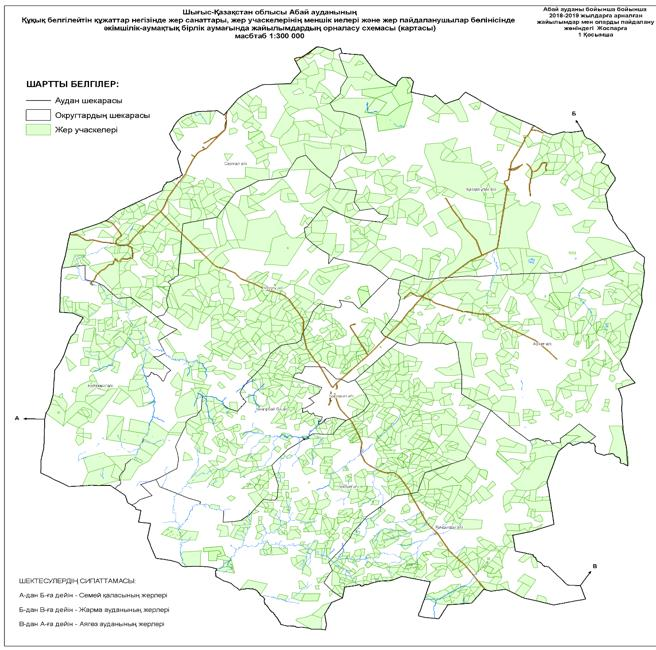 Шығыс-Қазақстан облысы Абай ауданының
Құқық белгілейтін құжаттар негізінде жер санаттары, жер учаскелерінің меншік иелері және жер пайдаланушылар бөлінісінде
әкімшілік-аумақтық бірлік аумағында жайылымдардың орналасу схемасы (картасы)
масбтаб 1:300 000
Абай ауданы бойынша бойынша
2018-2019 жылдарға арналған
жайылымдар мен оларды пайдалану
жөніндегі Жоспарға
1 Қосымша
ШАРТТЫ БЕЛГІЛЕР:
Аудан шекарасы
Округтардың шекарасы
Жер учаскелері
Б
А
В
ШЕКТЕСУЛЕРДІҢ СИПАТТАМАСЫ:
А-дан Б-ға дейін - Семей қаласының жерлері
Б-дан В-ға дейін - Жарма ауданының жерлері
В-дан А-ға дейін - Аягөз ауданының жерлері